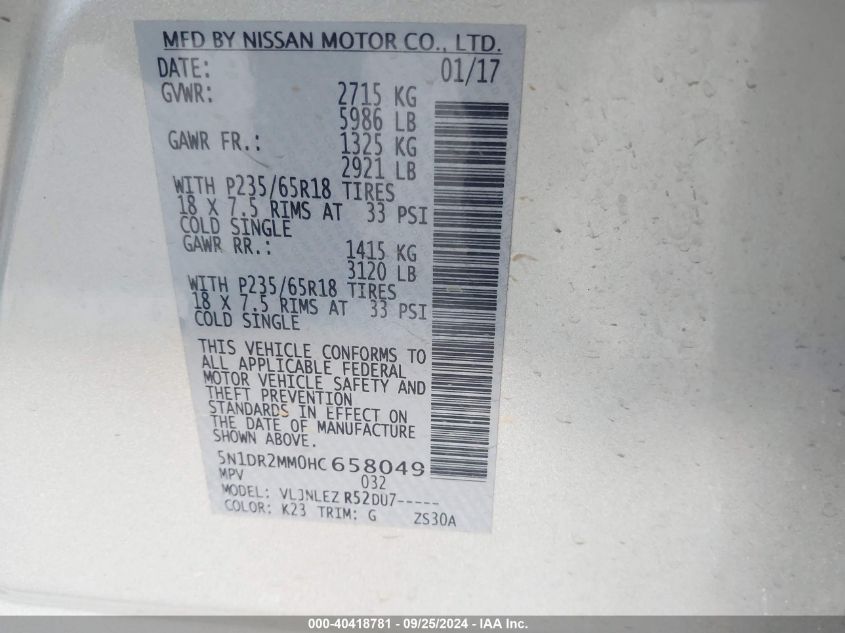 MFD BY NISSAN MOTOR CO., LTD.
DATE: 01/17
GVWR: 2715 KG
5986 LB
GAWR FR.: 1325 KG
2921 LB
WITH P235/65R18 TIRES
18 X 7.5 RIMS AT 33 PSI
COLD SINGLE
GAWR RR.: 1415 KG
3120 LB
WITH P235/65R18 TIRES
18 X 7.5 RIMS AT 33 PSI
COLD SINGLE
THIS VEHICLE CONFORMS TO
ALL APPLICABLE FEDERAL
MOTOR VEHICLE SAFETY AND
THEFT PREVENTION
STANDARDS IN EFFECT ON
THE DATE OF MANUFACTURE
SHOWN ABOVE.
5N1DR2MM0HC658049
MPV 032
MODEL: VLJNLEZ R52DU7-----
COLOR: K23 TRIM: G ZS30A
000-40418781 - 09/25/2024 - IAA Inc.